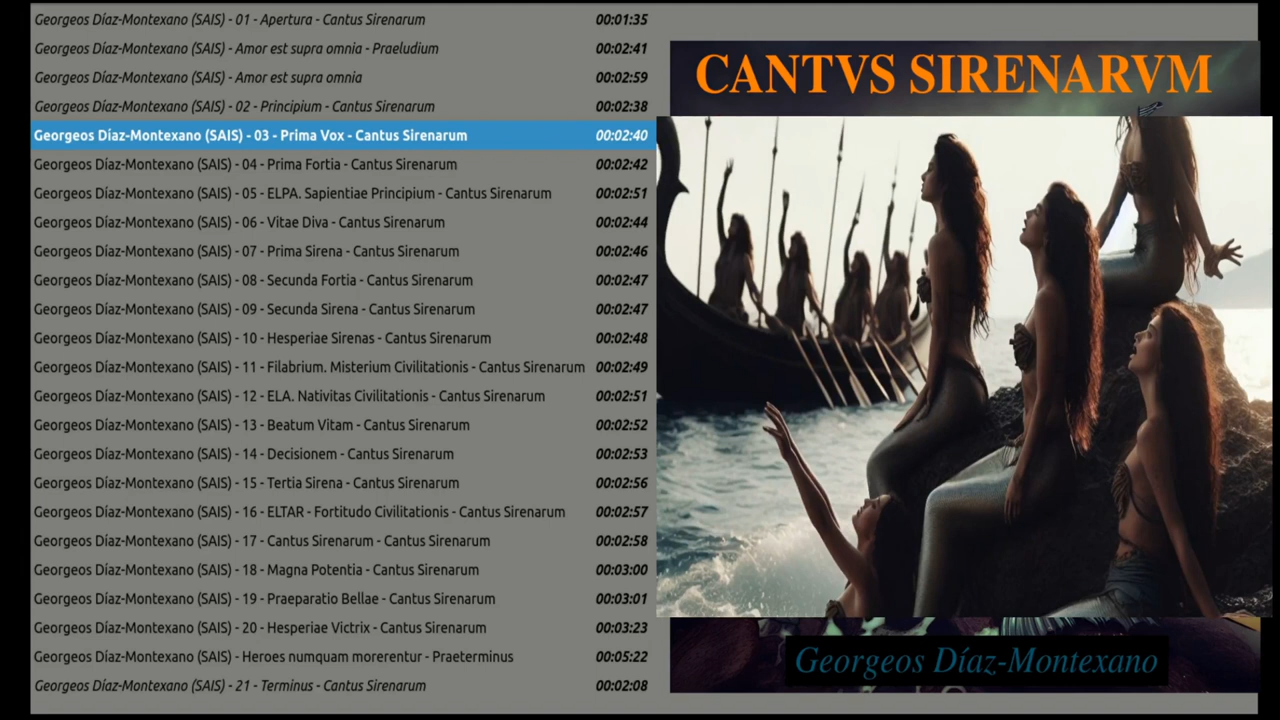 Georgeos Díaz-Montexano (SAIS) - 01 - Apertura - Cantus Sirenarum 00:01:35
Georgeos Díaz-Montexano (SAIS) - Amor est supra omnia - Praeludium 00:02:41
Georgeos Díaz-Montexano (SAIS) - Amor est supra omnia 00:02:59
Georgeos Díaz-Montexano (SAIS) - 02 - Principium - Cantus Sirenarum 00:02:38
Georgeos Díaz-Montexano (SAIS) - 03 - Prima Vox - Cantus Sirenarum 00:02:40
Georgeos Díaz-Montexano (SAIS) - 04 - Prima Fortia - Cantus Sirenarum 00:02:42
Georgeos Díaz-Montexano (SAIS) - 05 - ELPA. Sapientiae Principium - Cantus Sirenarum 00:02:51
Georgeos Díaz-Montexano (SAIS) - 06 - Vitae Diva - Cantus Sirenarum 00:02:44
Georgeos Díaz-Montexano (SAIS) - 07 - Prima Sirena - Cantus Sirenarum 00:02:46
Georgeos Díaz-Montexano (SAIS) - 08 - Secunda Fortia - Cantus Sirenarum 00:02:47
Georgeos Díaz-Montexano (SAIS) - 09 - Secunda Sirena - Cantus Sirenarum 00:02:47
Georgeos Díaz-Montexano (SAIS) - 10 - Hesperiae Sirenas - Cantus Sirenarum 00:02:48
Georgeos Díaz-Montexano (SAIS) - 11 - Filabrium. Misterium Civilitationis - Cantus Sirenarum 00:02:49
Georgeos Díaz-Montexano (SAIS) - 12 - ELA. Nativitas Civilitationis - Cantus Sirenarum 00:02:51
Georgeos Díaz-Montexano (SAIS) - 13 - Beatum Vitam - Cantus Sirenarum 00:02:52
Georgeos Díaz-Montexano (SAIS) - 14 - Decisionem - Cantus Sirenarum 00:02:53
Georgeos Díaz-Montexano (SAIS) - 15 - Tertia Sirena - Cantus Sirenarum 00:02:56
Georgeos Díaz-Montexano (SAIS) - 16 - ELTAR - Fortitudo Civilitationis - Cantus Sirenarum 00:02:57
Georgeos Díaz-Montexano (SAIS) - 17 - Cantus Sirenarum - Cantus Sirenarum 00:02:58
Georgeos Díaz-Montexano (SAIS) - 18 - Magna Potentia - Cantus Sirenarum 00:03:00
Georgeos Díaz-Montexano (SAIS) - 19 - Praeparatio Bellae - Cantus Sirenarum 00:03:01
Georgeos Díaz-Montexano (SAIS) - 20 - Hesperiae Victrix - Cantus Sirenarum 00:03:23
Georgeos Díaz-Montexano (SAIS) - Heroes numquam morerentur - Praeterminus 00:05:22
Georgeos Díaz-Montexano (SAIS) - 21 - Terminus - Cantus Sirenarum 00:02:08
CANTVS SIRENARVM
Georgeos Díaz-Montexano